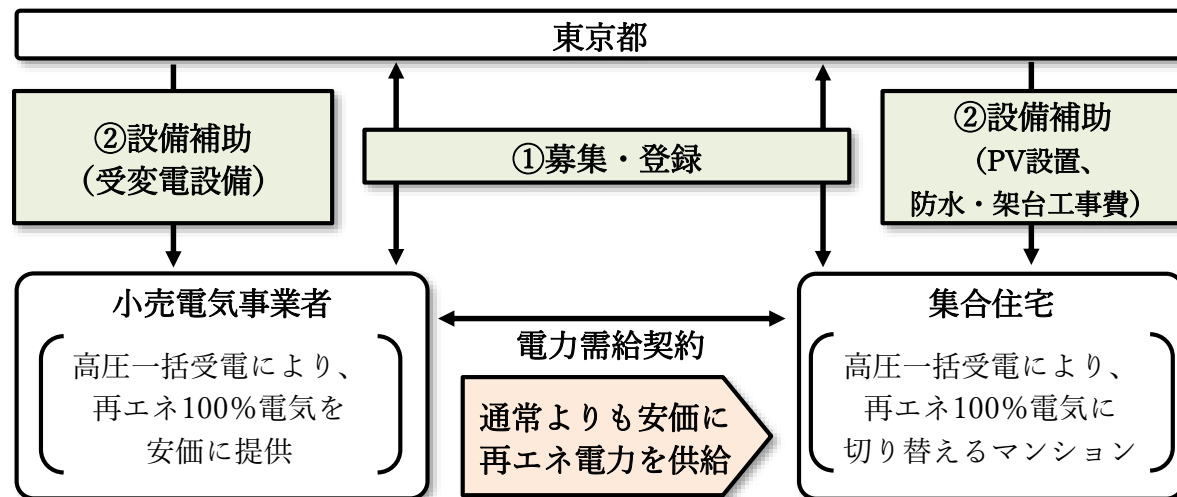 東京都
②設備補助
（受変電設備）
①募集・登録
②設備補助
（PV設置、
防水・架台工事費）
小売電気事業者
高圧一括受電により、
再エネ100%電気を
安価に提供
電力需給契約
通常よりも安価に
再エネ電力を供給
集合住宅
高圧一括受電により、
再エネ100%電気に
切り替えるマンション